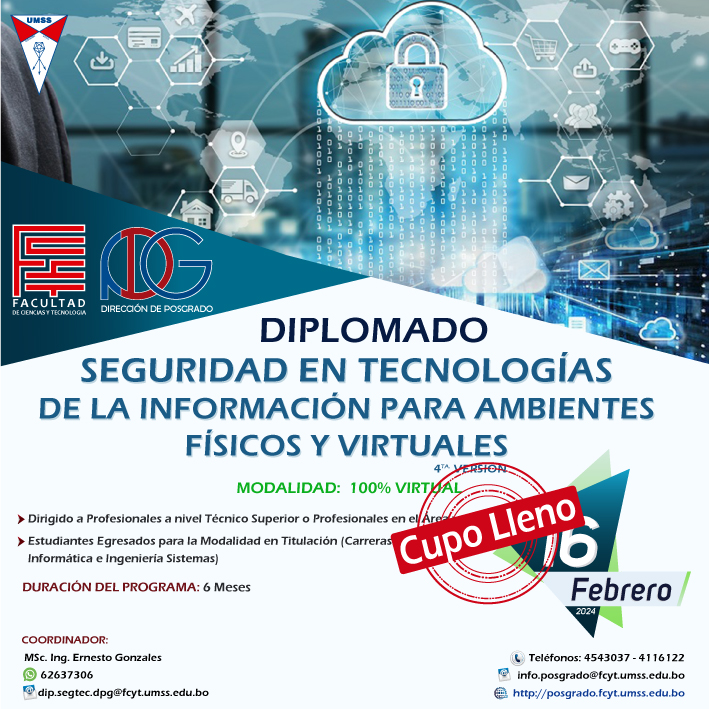 UMSS
FACULTAD
DE CIENCIAS Y TECNOLOGIA
DIRECCIÓN DE POSGRADO
DIPLOMADO
SEGURIDAD EN TECNOLOGÍAS
DE LA INFORMACIÓN PARA AMBIENTES
FÍSICOS Y VIRTUALES
4TA. VERSION
MODALIDAD: 100% VIRTUAL
Dirigido a Profesionales a nivel Técnico Superior o Profesionales en el Área
Estudiantes Egresados para la Modalidad en Titulación (Carreras
Informática e Ingeniería Sistemas)
Cupo Lleno
6
Febrero
2024
DURACIÓN DEL PROGRAMA: 6 Meses
COORDINADOR:
MSc. Ing. Ernesto Gonzales
62637306
dip.segtec.dpg@fcyt.umss.edu.bo
Teléfonos: 4543037 - 4116122
info.posgrado@fcyt.umss.edu.bo
http://posgrado.fcyt.umss.edu.bo